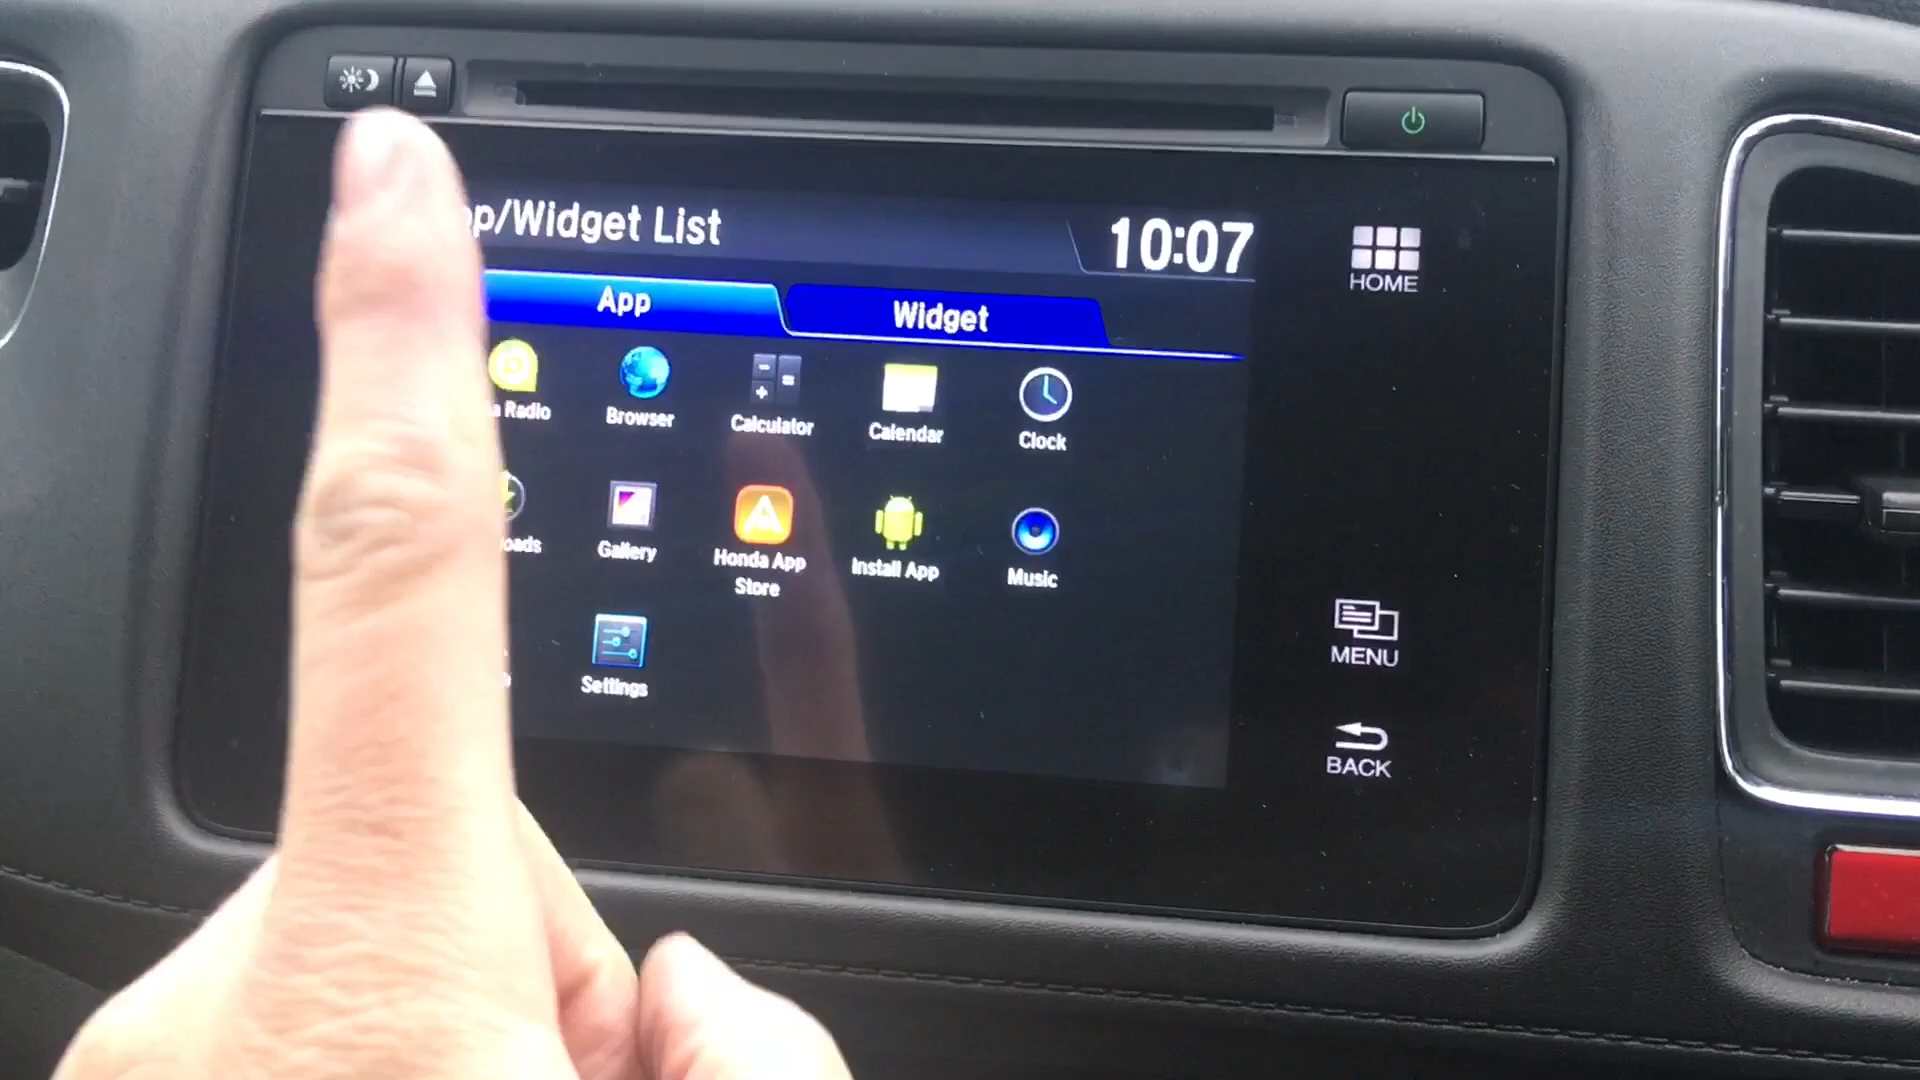 pp/Widget List
10:07
HOME
App
Widget
a Radio
Browser
Calculator
Calendar
Clock
oads
Gallery
Honda App
Store
Install App
Music
Settings
MENU
BACK